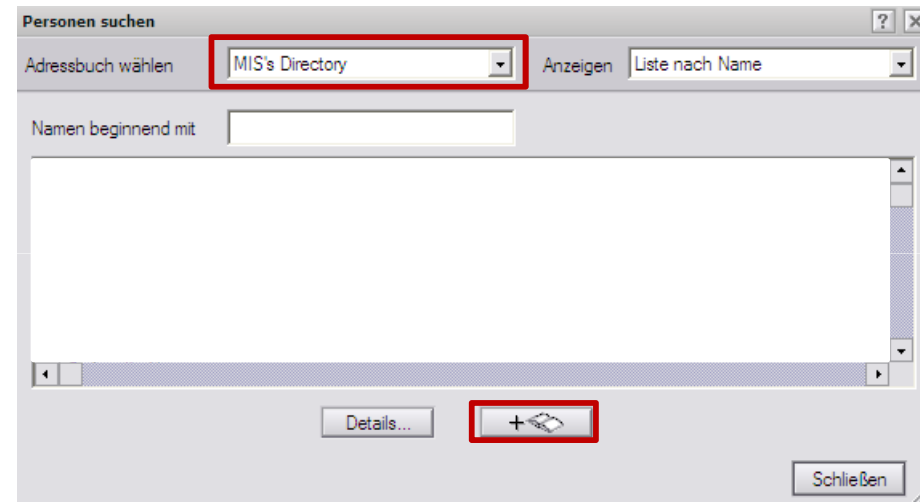 Personen suchen
Adressbuch wählen MIS's Directory Anzeigen Liste nach Name
Namen beginnend mit
Details... +
Schließen